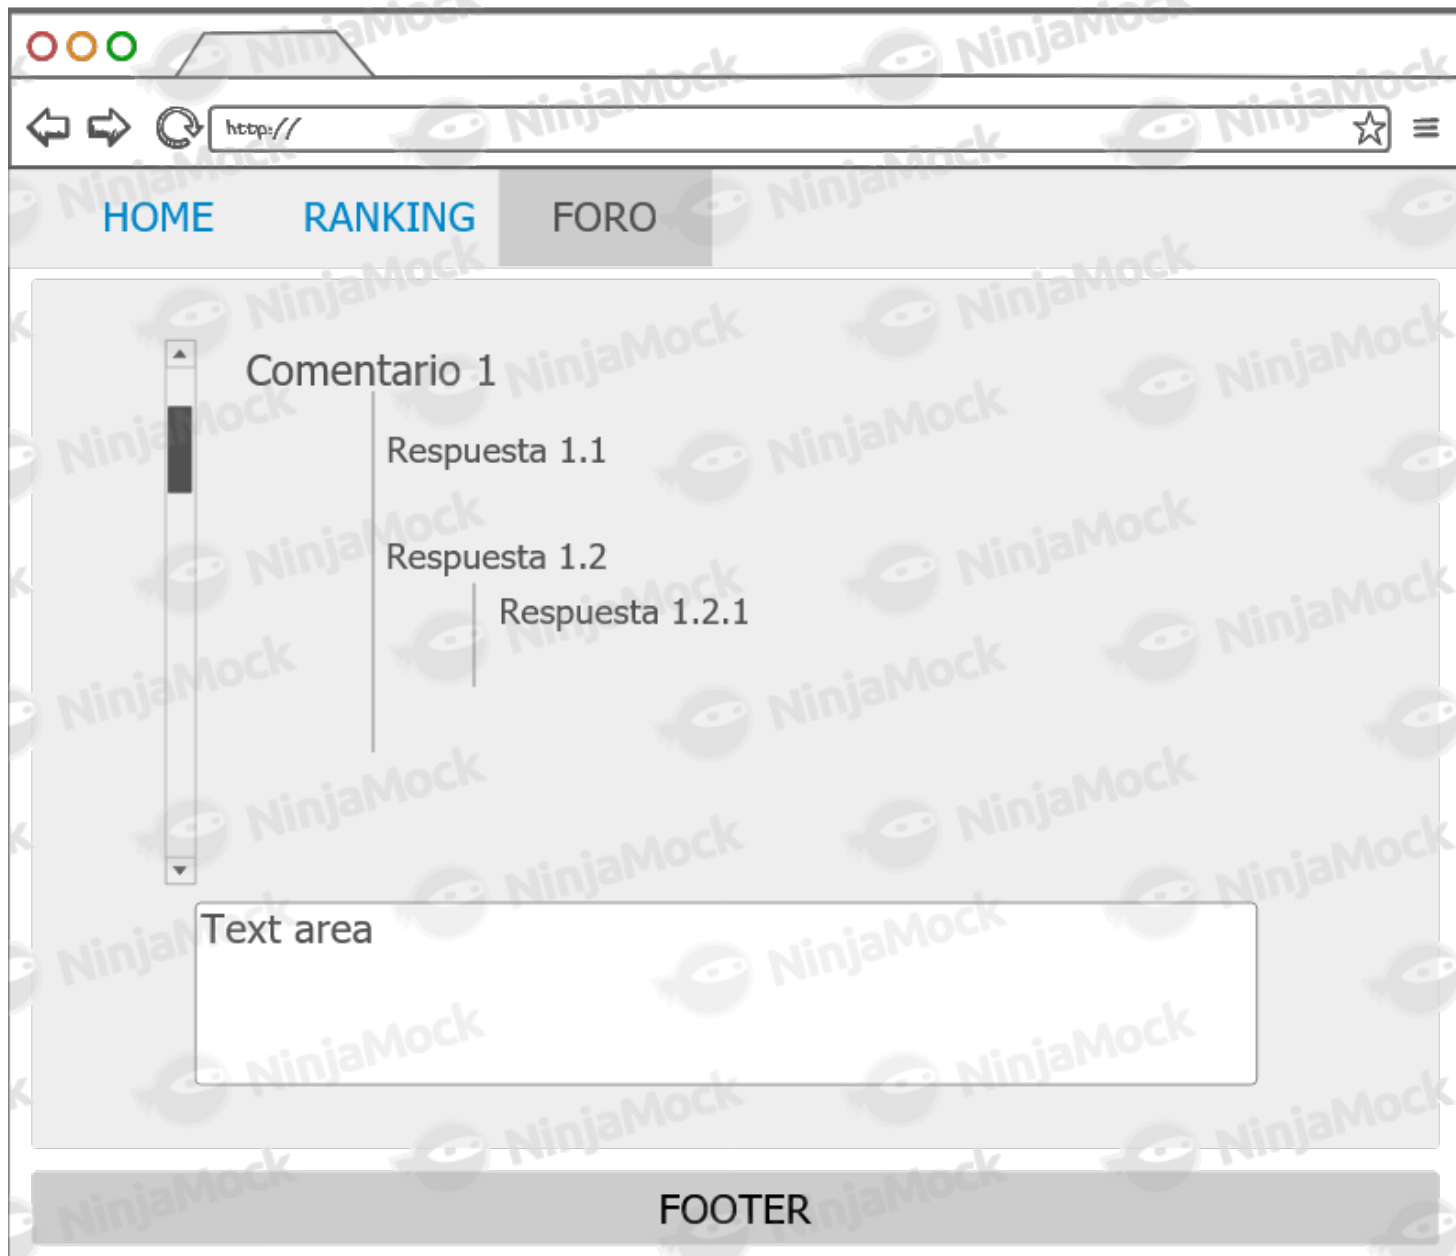 http://
HOME RANKING FORO
Comentario 1
Respuesta 1.1
Respuesta 1.2
Respuesta 1.2.1
Text area
FOOTER
NinjaMock